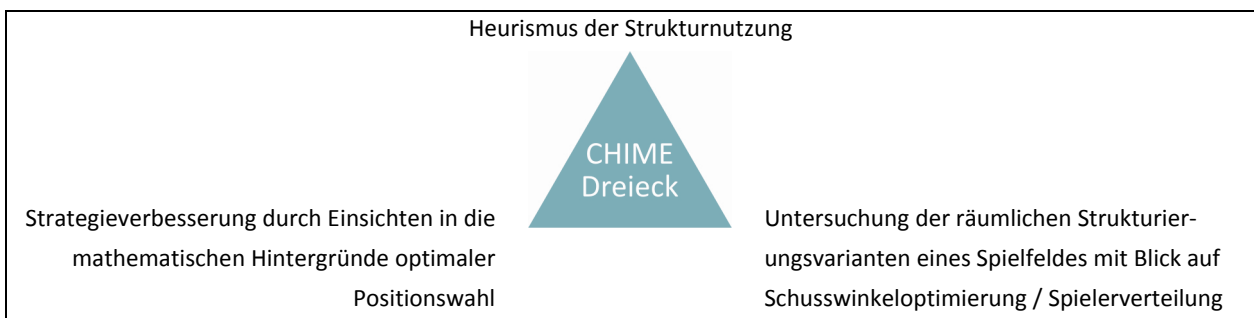 Heurismus der Strukturnutzung
CHIME
Dreieck
Strategieverbesserung durch Einsichten in die
mathematischen Hintergründe optimaler
Positionswahl
Untersuchung der räumlichen Strukturier-
ungsvarianten eines Spielfeldes mit Blick auf
Schusswinkeloptimierung / Spielerverteilung